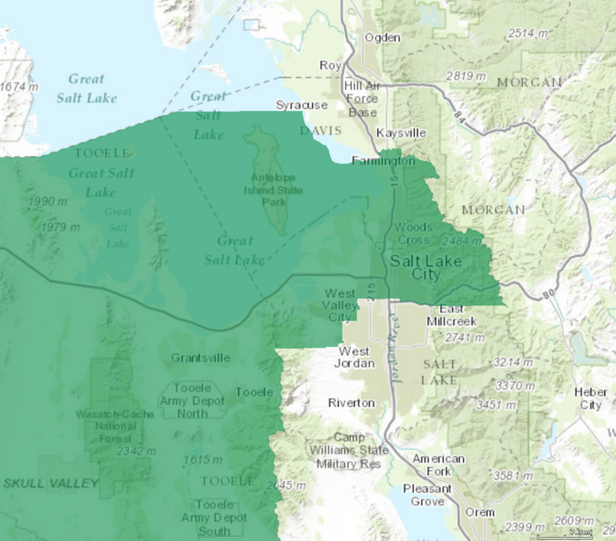 Ogden
2514 m
Roy
2819 m
MORGAN
1674 m
Great
Salt Lake
Hill Air
Force
Base
Great
Salt
Lake
Syracuse
84
DAVIS
Kaysville
TOOELE
Farmington
Great Salt
Lake
Antelope
Island State
Park
15
1990 m
1979 m
Great
Salt
Lake
MORGAN
Woods
Cross
2484 m
Great
Salt Lake
Salt Lake
City
80
West
Valley
City
215
East
Millcreek
Jordan River
2741 m
Grantsville
West
Jordan
SALT
LAKE
3214 m
3370 m
3451 m
Heber
City
Tooele
Army Depot
North
Tooele
Riverton
Wasatch-Cache
National
Forest
2342 m
Camp
Williams State
Military Res
1615 m
American
Fork
3581 m
SKULL VALLEY
TOOELE
2645 m
Pleasant
Grove
Tooele
Army Depot
South
Orem
2399 m
2609 m